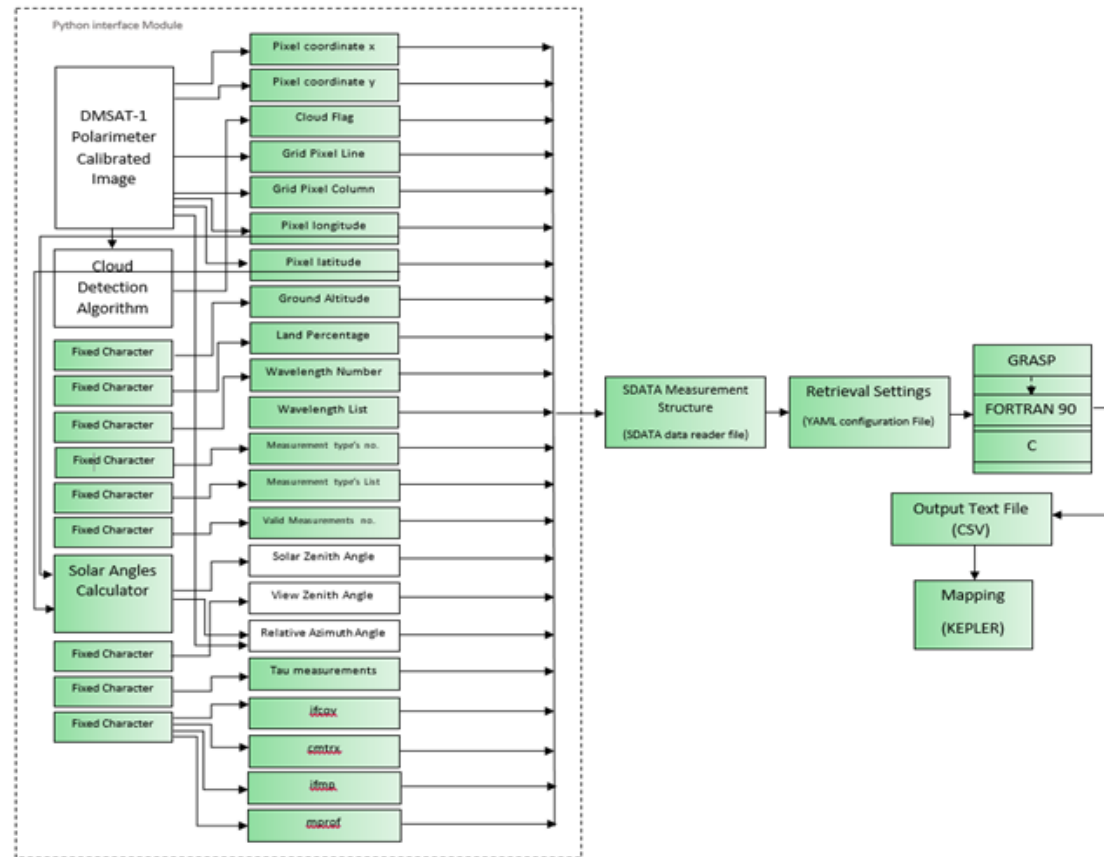 Python interface Module
DMSAT-1
Polarimeter
Calibrated
Image
Cloud
Detection
Algorithm
Fixed Character
Fixed Character
Fixed Character
Fixed Character
Fixed Character
Fixed Character
Solar Angles
Calculator
Fixed Character
Fixed Character
Fixed Character
Pixel coordinate x
Pixel coordinate y
Cloud Flag
Grid Pixel Line
Grid Pixel Column
Pixel longitude
Pixel latitude
Ground Altitude
Land Percentage
Wavelength Number
Wavelength List
Measurement type's no.
Measurement type's List
Valid Measurements no.
Solar Zenith Angle
View Zenith Angle
Relative Azimuth Angle
Tau measurements
ifcov
cmtrx
ifmp
mprof
SDATA Measurement
Structure
(SDATA data reader file)
Retrieval Settings
(YAML configuration File)
GRASP
FORTRAN 90
C
Output Text File
(CSV)
Mapping
(KEPLER)